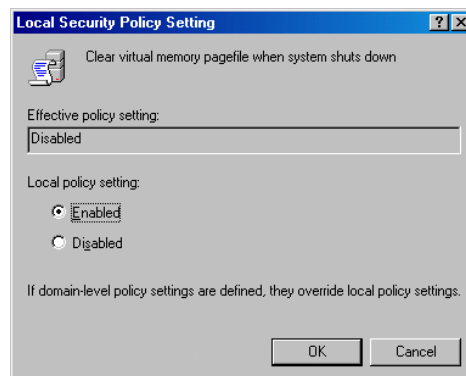 Local Security Policy Setting
Clear virtual memory pagefile when system shuts down
Effective policy setting:
Disabled
Local policy setting:
Enabled
Disabled
If domain-level policy settings are defined, they override local policy settings.
OK Cancel